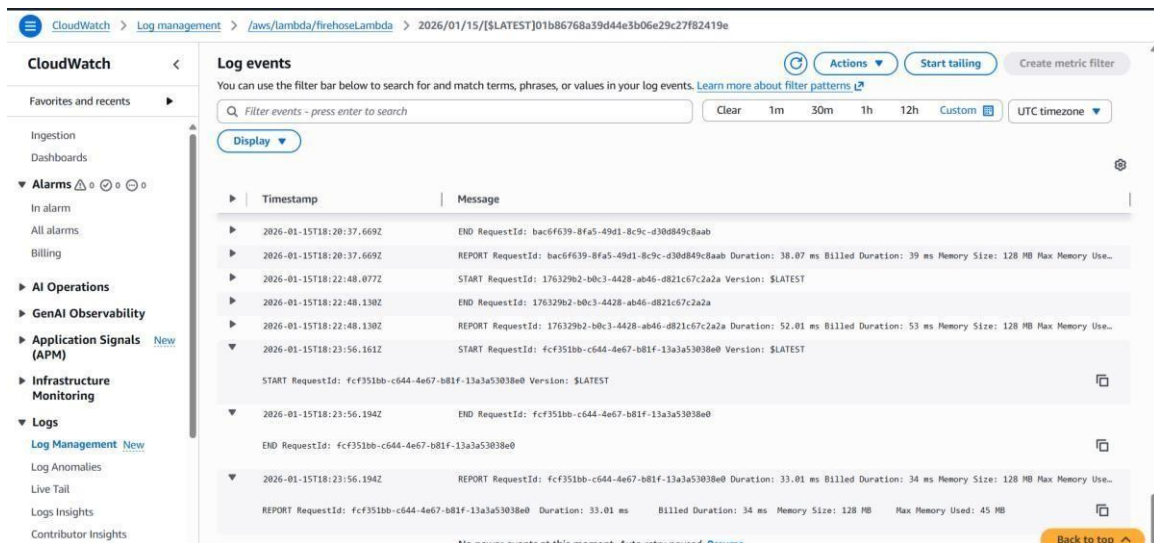 CloudWatch > Log management > /aws/lambda/firehoseLambda > 2026/01/15/[$LATEST]01b86768a39d44e3b06e29c27f82419e
CloudWatch
Favorites and recents
Ingestion
Dashboards
Alarms 0 0 0
In alarm
All alarms
Billing
AI Operations
GenAI Observability
Application Signals New
(APM)
Infrastructure
Monitoring
Logs
Log Management New
Log Anomalies
Live Tail
Logs Insights
Contributor Insights
Log events
Actions
Start tailing
Create metric filter
You can use the filter bar below to search for and match terms, phrases, or values in your log events. Learn more about filter patterns
Filter events - press enter to search
Clear 1m 30m 1h 12h Custom
UTC timezone
Display
Timestamp Message
2026-01-15T18:20:37.669Z END RequestId: bac6f639-8fa5-49d1-8c9c-d30d849c8aab
2026-01-15T18:20:37.669Z REPORT RequestId: bac6f639-8fa5-49d1-8c9c-d30d849c8aab Duration: 38.07 ms Billed Duration: 39 ms Memory Size: 128 MB Max Memory Use…
2026-01-15T18:22:48.077Z START RequestId: 176329b2-b0c3-4428-ab46-d821c67c2a2a Version: $LATEST
2026-01-15T18:22:48.130Z END RequestId: 176329b2-b0c3-4428-ab46-d821c67c2a2a
2026-01-15T18:22:48.130Z REPORT RequestId: 176329b2-b0c3-4428-ab46-d821c67c2a2a Duration: 52.01 ms Billed Duration: 53 ms Memory Size: 128 MB Max Memory Use…
2026-01-15T18:23:56.161Z START RequestId: fcf351bb-c644-4e67-b81f-13a3a53038e0 Version: $LATEST
START RequestId: fcf351bb-c644-4e67-b81f-13a3a53038e0 Version: $LATEST
2026-01-15T18:23:56.194Z END RequestId: fcf351bb-c644-4e67-b81f-13a3a53038e0
END RequestId: fcf351bb-c644-4e67-b81f-13a3a53038e0
2026-01-15T18:23:56.194Z REPORT RequestId: fcf351bb-c644-4e67-b81f-13a3a53038e0 Duration: 33.01 ms Billed Duration: 34 ms Memory Size: 128 MB Max Memory Use…
REPORT RequestId: fcf351bb-c644-4e67-b81f-13a3a53038e0 Duration: 33.01 ms Billed Duration: 34 ms Memory Size: 128 MB Max Memory Used: 45 MB
Back to top